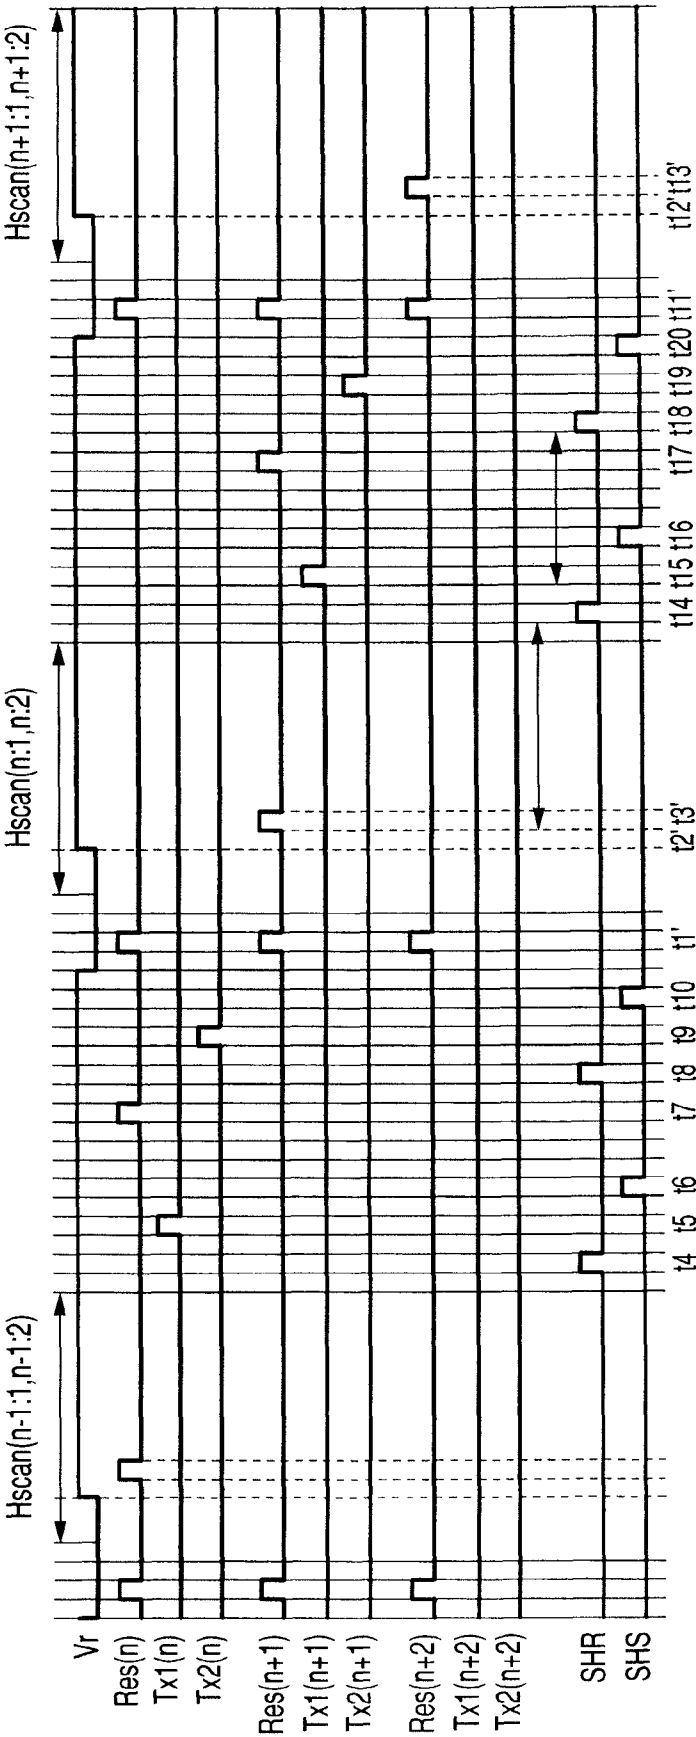 Hscan(n-1:1,n-1:2)
Hscan(n:1,n:2)
Hscan(n+1:1,n+1:2)
Vr
Res(n)
Tx1(n)
Tx2(n)
Res(n+1)
Tx1(n+1)
Tx2(n+1)
Res(n+2)
Tx1(n+2)
Tx2(n+2)
SHR
SHS
t4 t5 t6 t7 t8 t9 t10 t1' t2't3' t14 t15 t16 t17 t18 t19 t20 t11' t12't13'